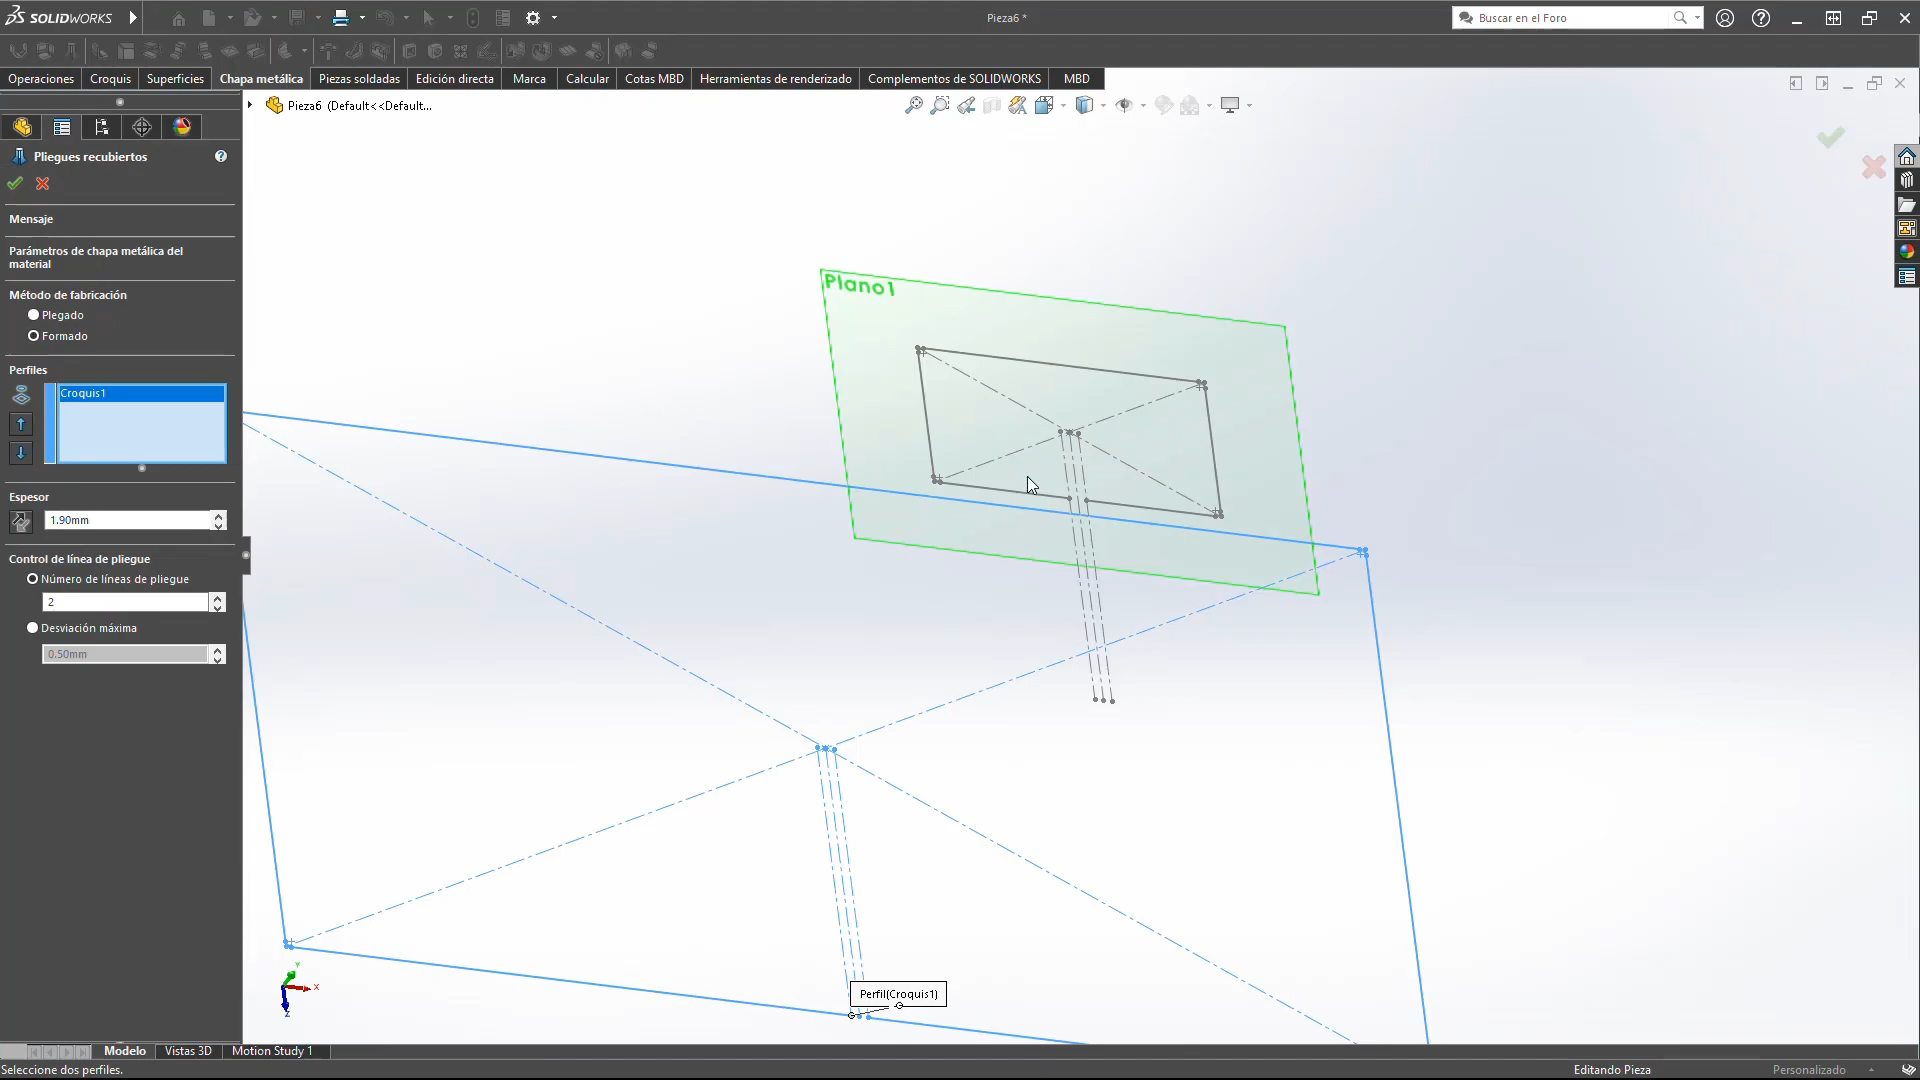 SOLIDWORKS
Pieza6 *
Buscar en el Foro
Operaciones
Croquis
Superficies
Chapa metálica
Piezas soldadas
Edición directa
Marca
Calcular
Cotas MBD
Herramientas de renderizado
Complementos de SOLIDWORKS
MBD
Pieza6 (Default<<Default...
Pliegues recubiertos
Mensaje
Parámetros de chapa metálica del
material
Método de fabricación
Plegado
Formado
Perfiles
Croquis1
Espesor
1.90mm
Control de línea de pliegue
Número de líneas de pliegue
2
Desviación máxima
0.50mm
Plano1
Perfil(Croquis1)
Y
X
Z
Modelo
Vistas 3D
Motion Study 1
Seleccione dos perfiles.
Editando Pieza
Personalizado